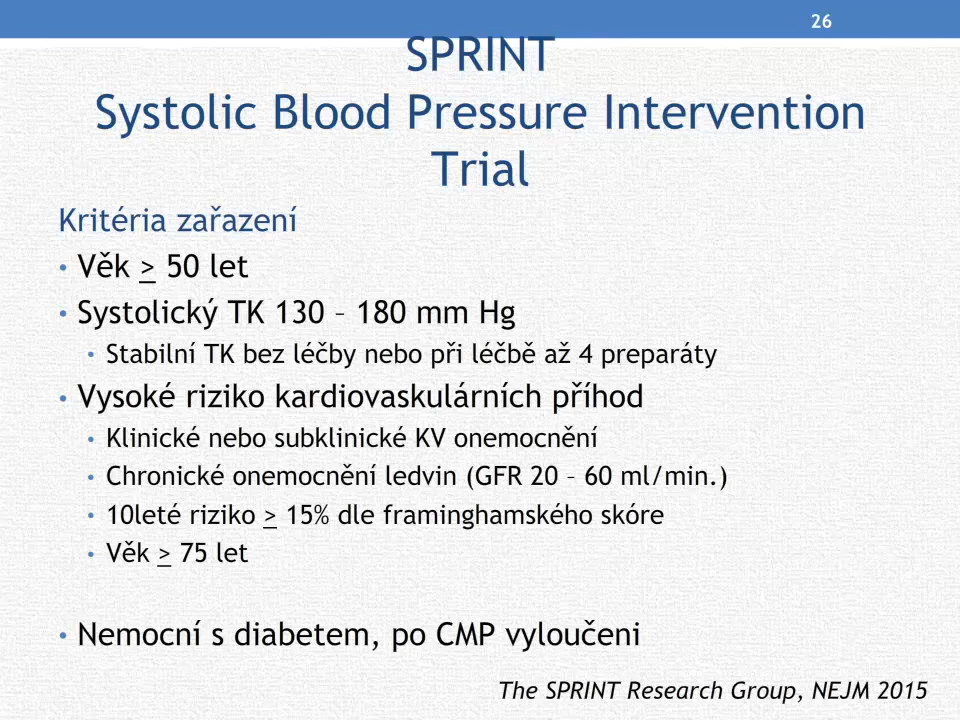 26
SPRINT
Systolic Blood Pressure Intervention
Trial
Kritéria zařazení
• Věk ≥ 50 let
• Systolický TK 130 – 180 mm Hg
• Stabilní TK bez léčby nebo při léčbě až 4 preparáty
• Vysoké riziko kardiovaskulárních příhod
• Klinické nebo subklinické KV onemocnění
• Chronické onemocnění ledvin (GFR 20 – 60 ml/min.)
• 10leté riziko ≥ 15% dle framinghamského skóre
• Věk ≥ 75 let
• Nemocní s diabetem, po CMP vyloučeni
The SPRINT Research Group, NEJM 2015